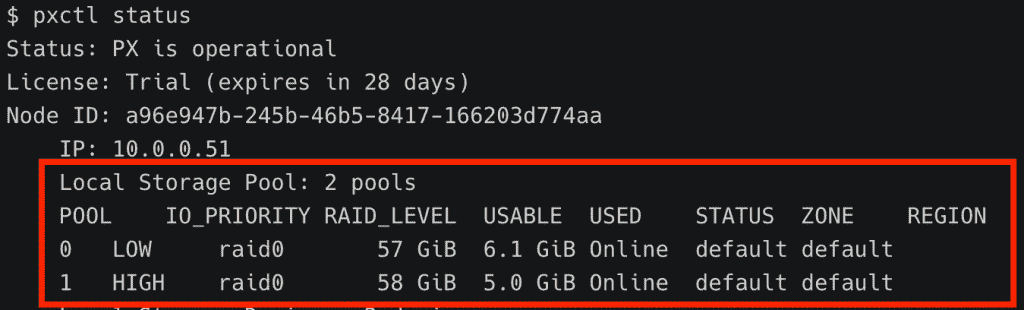 $ pxctl status
Status: PX is operational
License: Trial (expires in 28 days)
Node ID: a96e947b-245b-46b5-8417-166203d774aa
IP: 10.0.0.51
Local Storage Pool: 2 pools
POOL IO_PRIORITY RAID_LEVEL USABLE USED STATUS ZONE REGION
0 LOW raid0 57 GiB 6.1 GiB Online default default
1 HIGH raid0 58 GiB 5.0 GiB Online default default